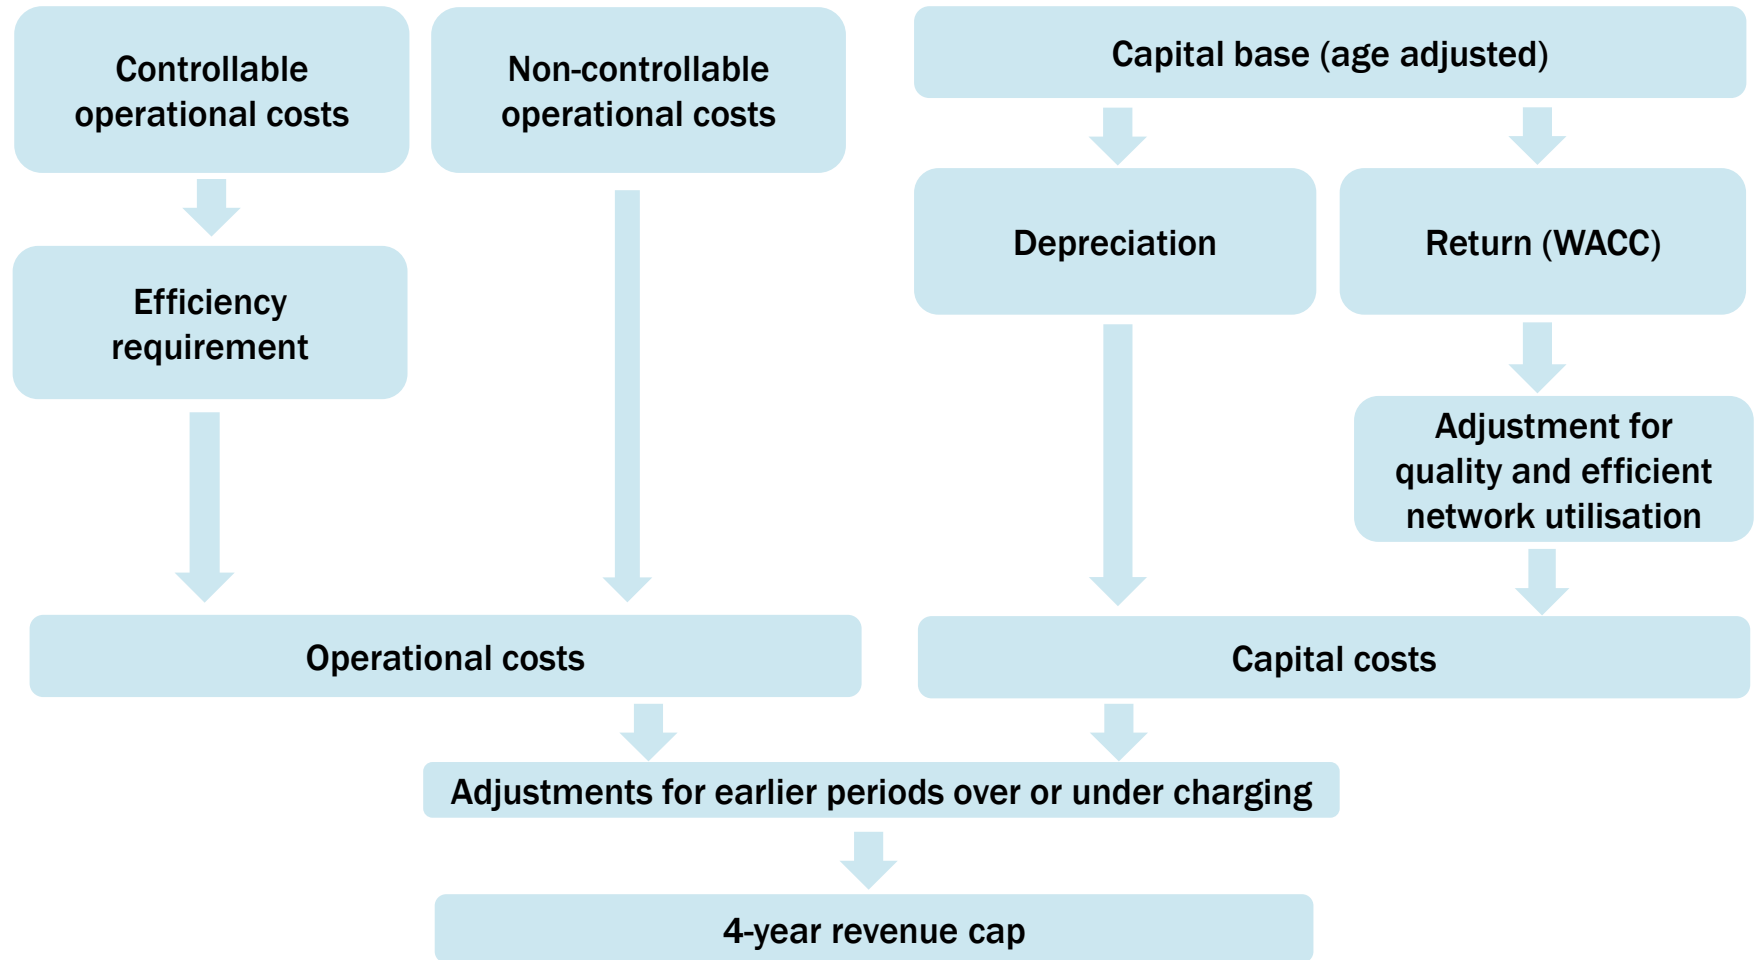 Controllable
operational costs
Non-controllable
operational costs
Capital base (age adjusted)
Efficiency
requirement
Depreciation
Return (WACC)
Adjustment for
quality and efficient
network utilisation
Operational costs
Capital costs
Adjustments for earlier periods over or under charging
4-year revenue cap